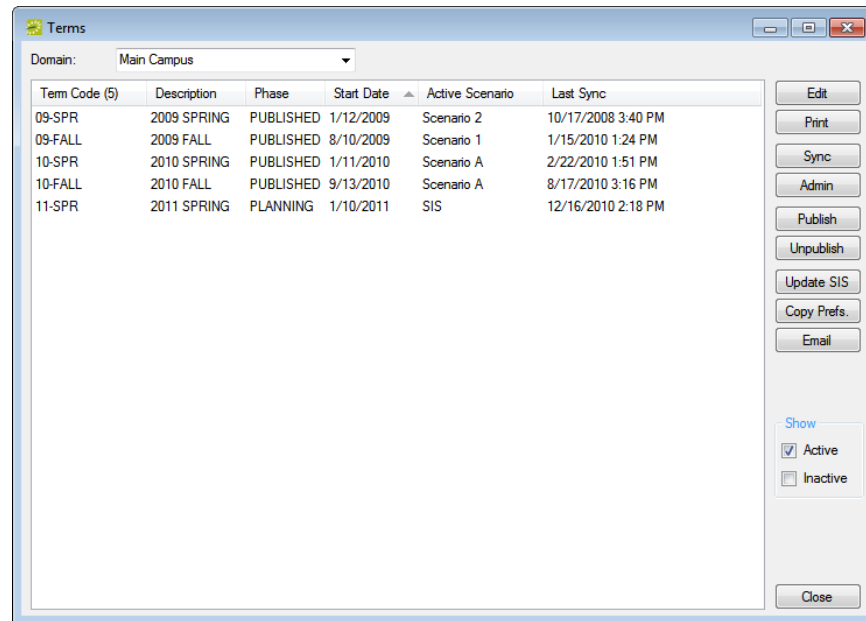 Terms
Domain: Main Campus
Term Code (5) Description Phase Start Date Active Scenario Last Sync
09-SPR 2009 SPRING PUBLISHED 1/12/2009 Scenario 2 10/17/2008 3:40 PM
09-FALL 2009 FALL PUBLISHED 8/10/2009 Scenario 1 1/15/2010 1:24 PM
10-SPR 2010 SPRING PUBLISHED 1/11/2010 Scenario A 2/22/2010 1:51 PM
10-FALL 2010 FALL PUBLISHED 9/13/2010 Scenario A 8/17/2010 3:16 PM
11-SPR 2011 SPRING PLANNING 1/10/2011 SIS 12/16/2010 2:18 PM
Edit
Print
Sync
Admin
Publish
Unpublish
Update SIS
Copy Prefs.
Email
Show
Active
Inactive
Close